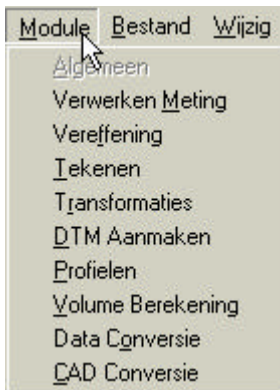 Module Bestand Wijzig
Algemeen
Verwerken Meting
Vereffening
Tekenen
Transformaties
DTM Aanmaken
Profielen
Volume Berekening
Data Conversie
CAD Conversie